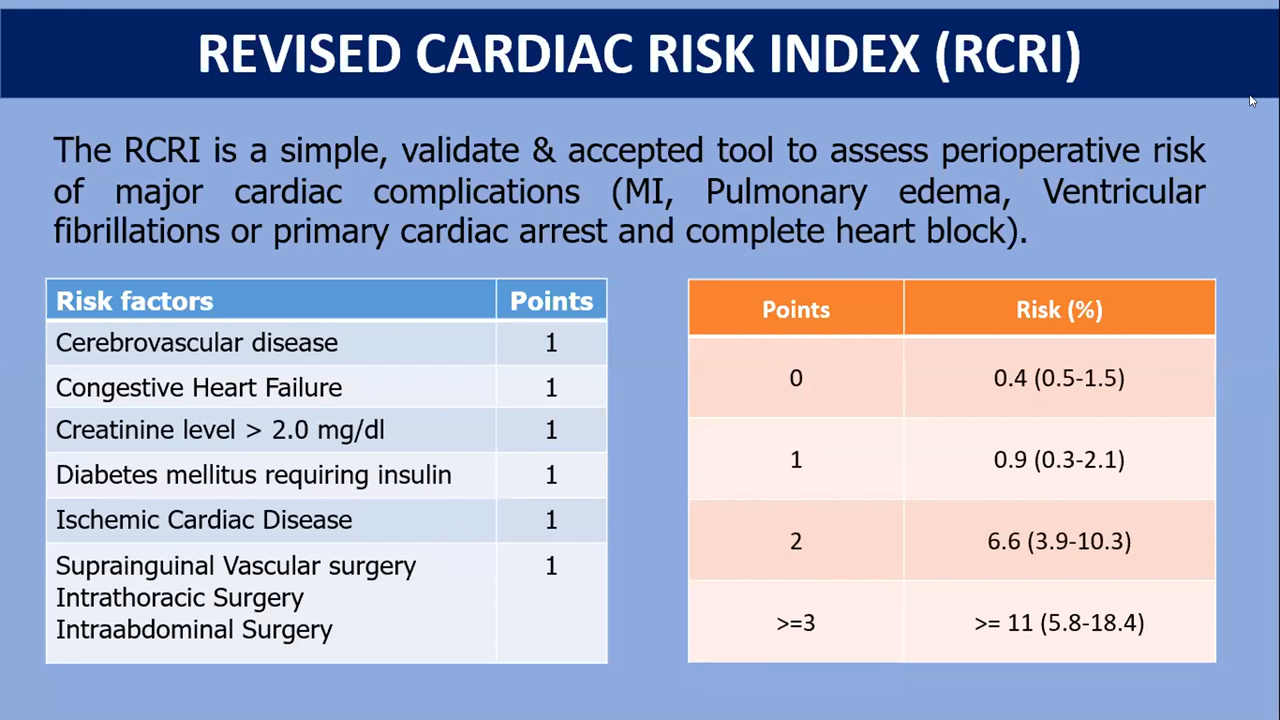 REVISED CARDIAC RISK INDEX (RCRI)
The RCRI is a simple, validate & accepted tool to assess perioperative risk
of major cardiac complications (MI, Pulmonary edema, Ventricular
fibrillations or primary cardiac arrest and complete heart block).
Risk factors Points
Cerebrovascular disease 1
Congestive Heart Failure 1
Creatinine level > 2.0 mg/dl 1
Diabetes mellitus requiring insulin 1
Ischemic Cardiac Disease 1
Suprainguinal Vascular surgery 1
Intrathoracic Surgery
Intraabdominal Surgery
Points Risk (%)
0 0.4 (0.5-1.5)
1 0.9 (0.3-2.1)
2 6.6 (3.9-10.3)
>=3 >= 11 (5.8-18.4)